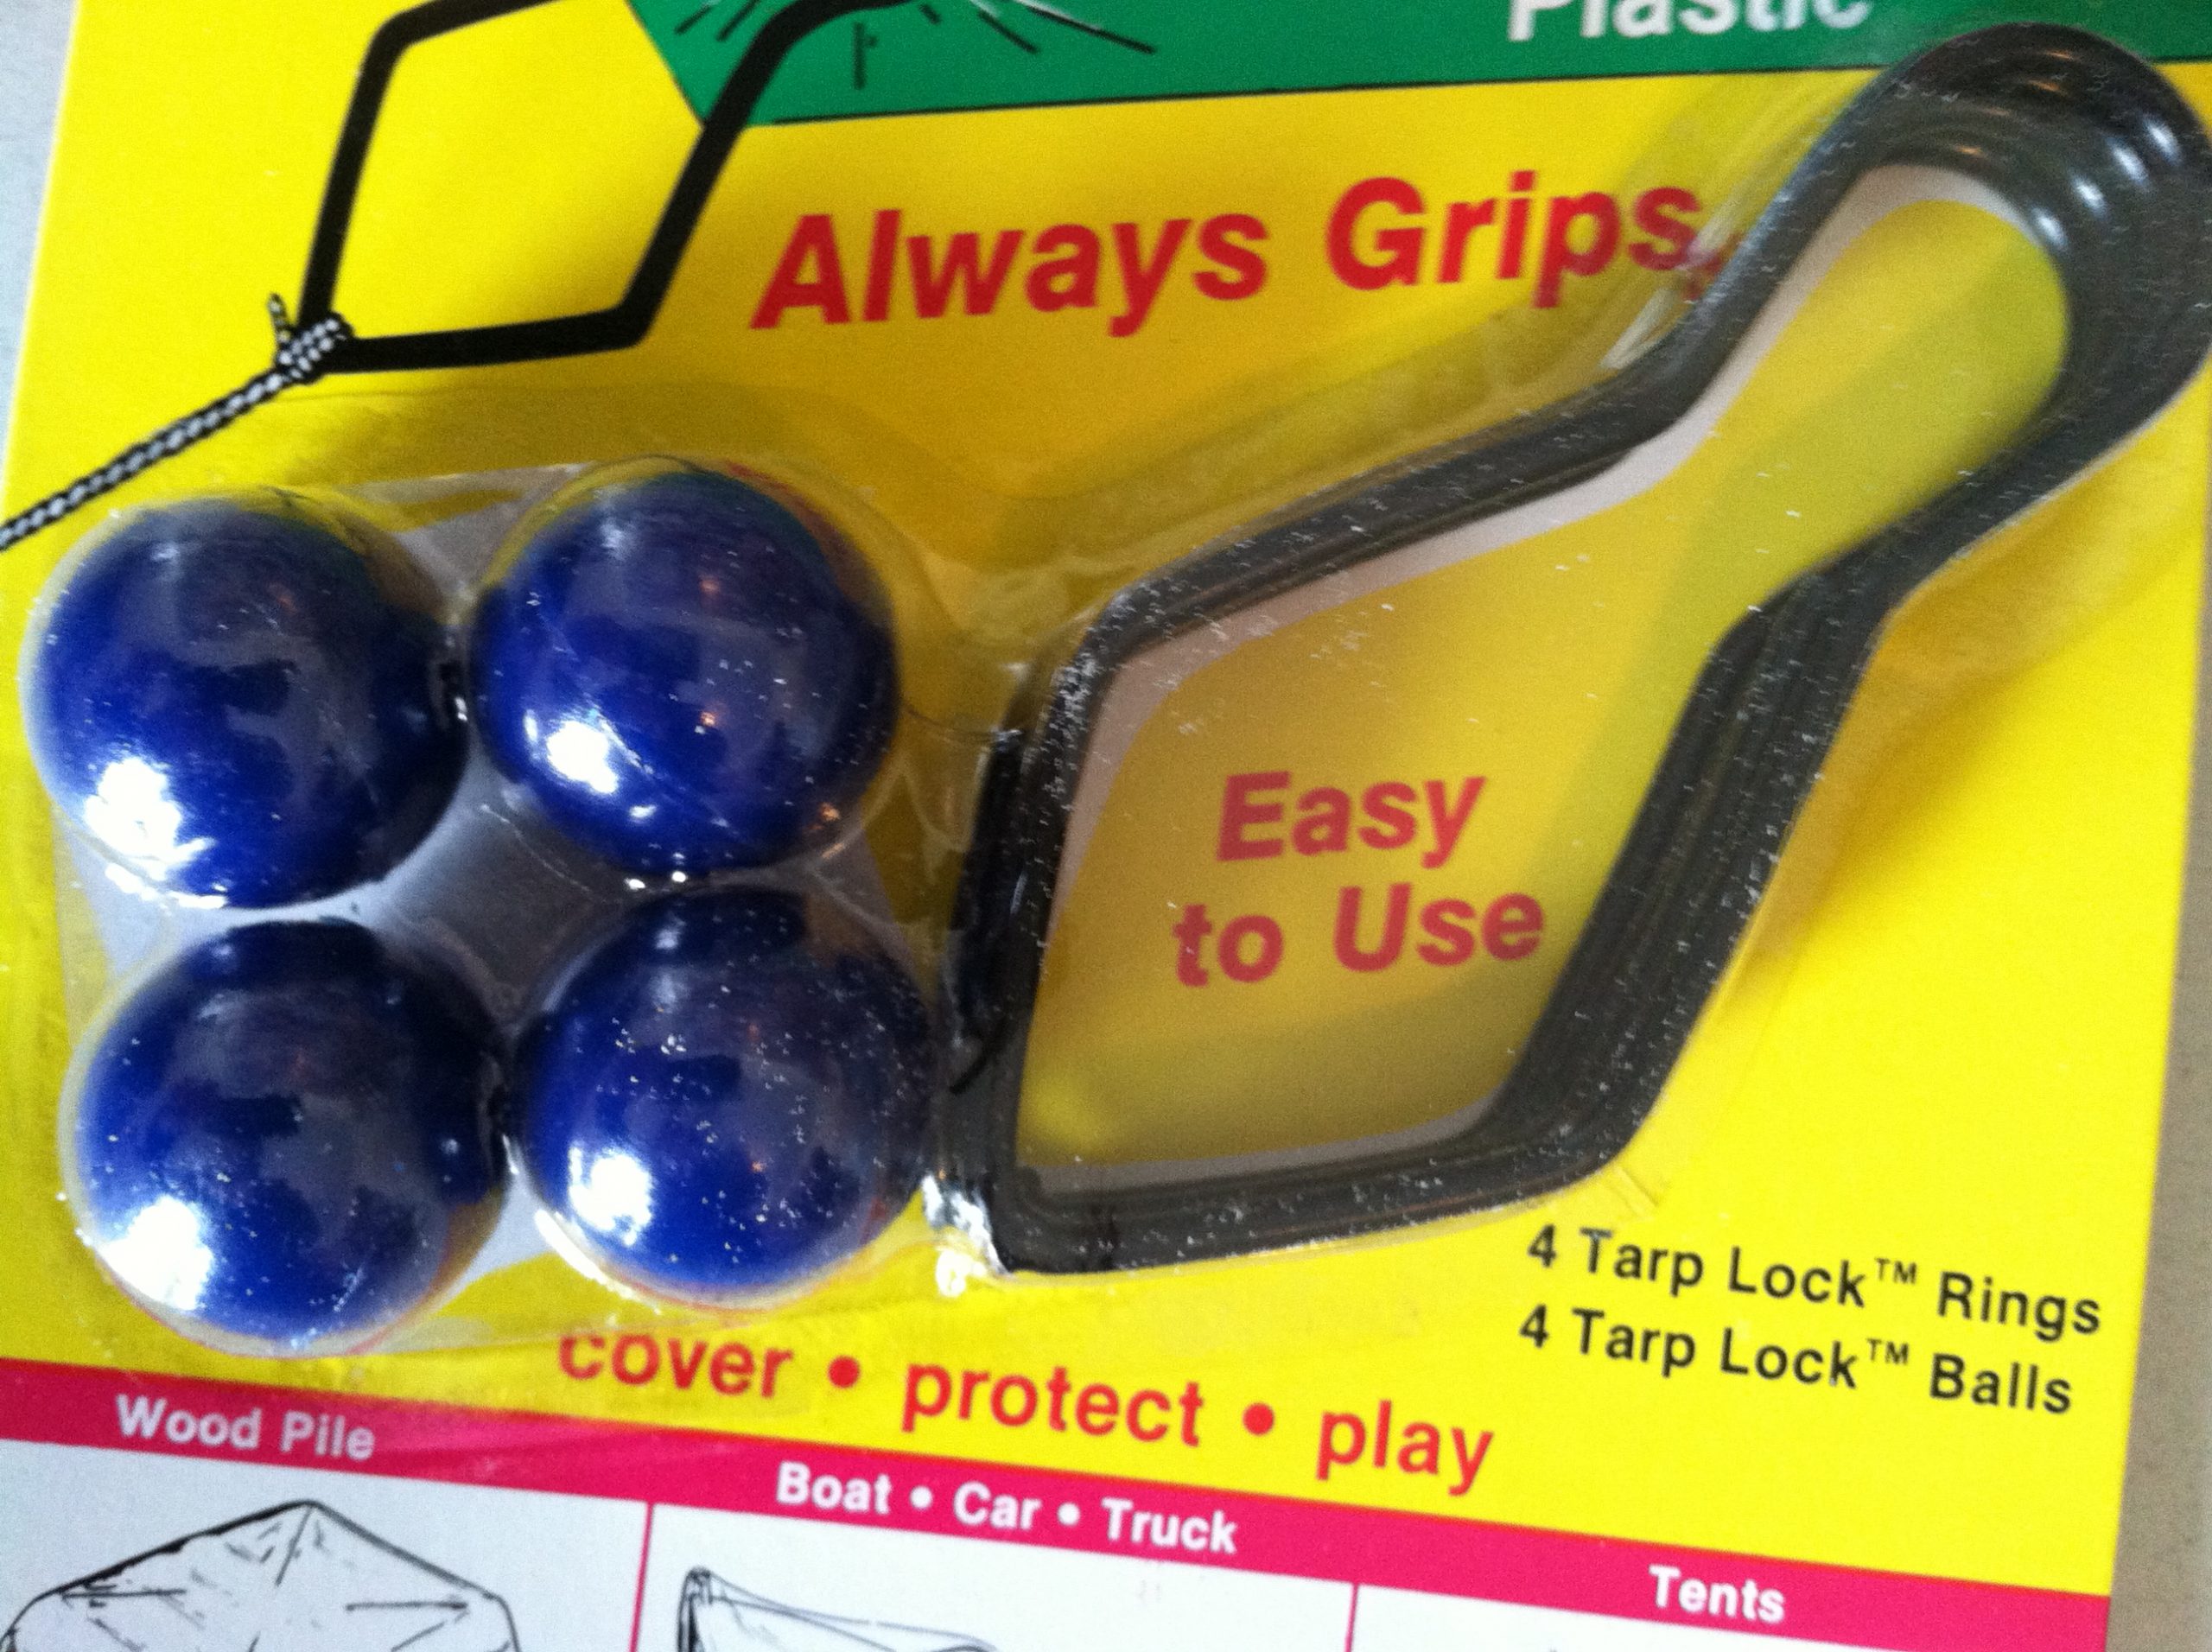 Plastic
Always Grips
Easy
to Use
4 Tarp Lock™ Rings
4 Tarp Lock™ Balls
cover • protect • play
Wood Pile
Boat • Car • Truck
Tents